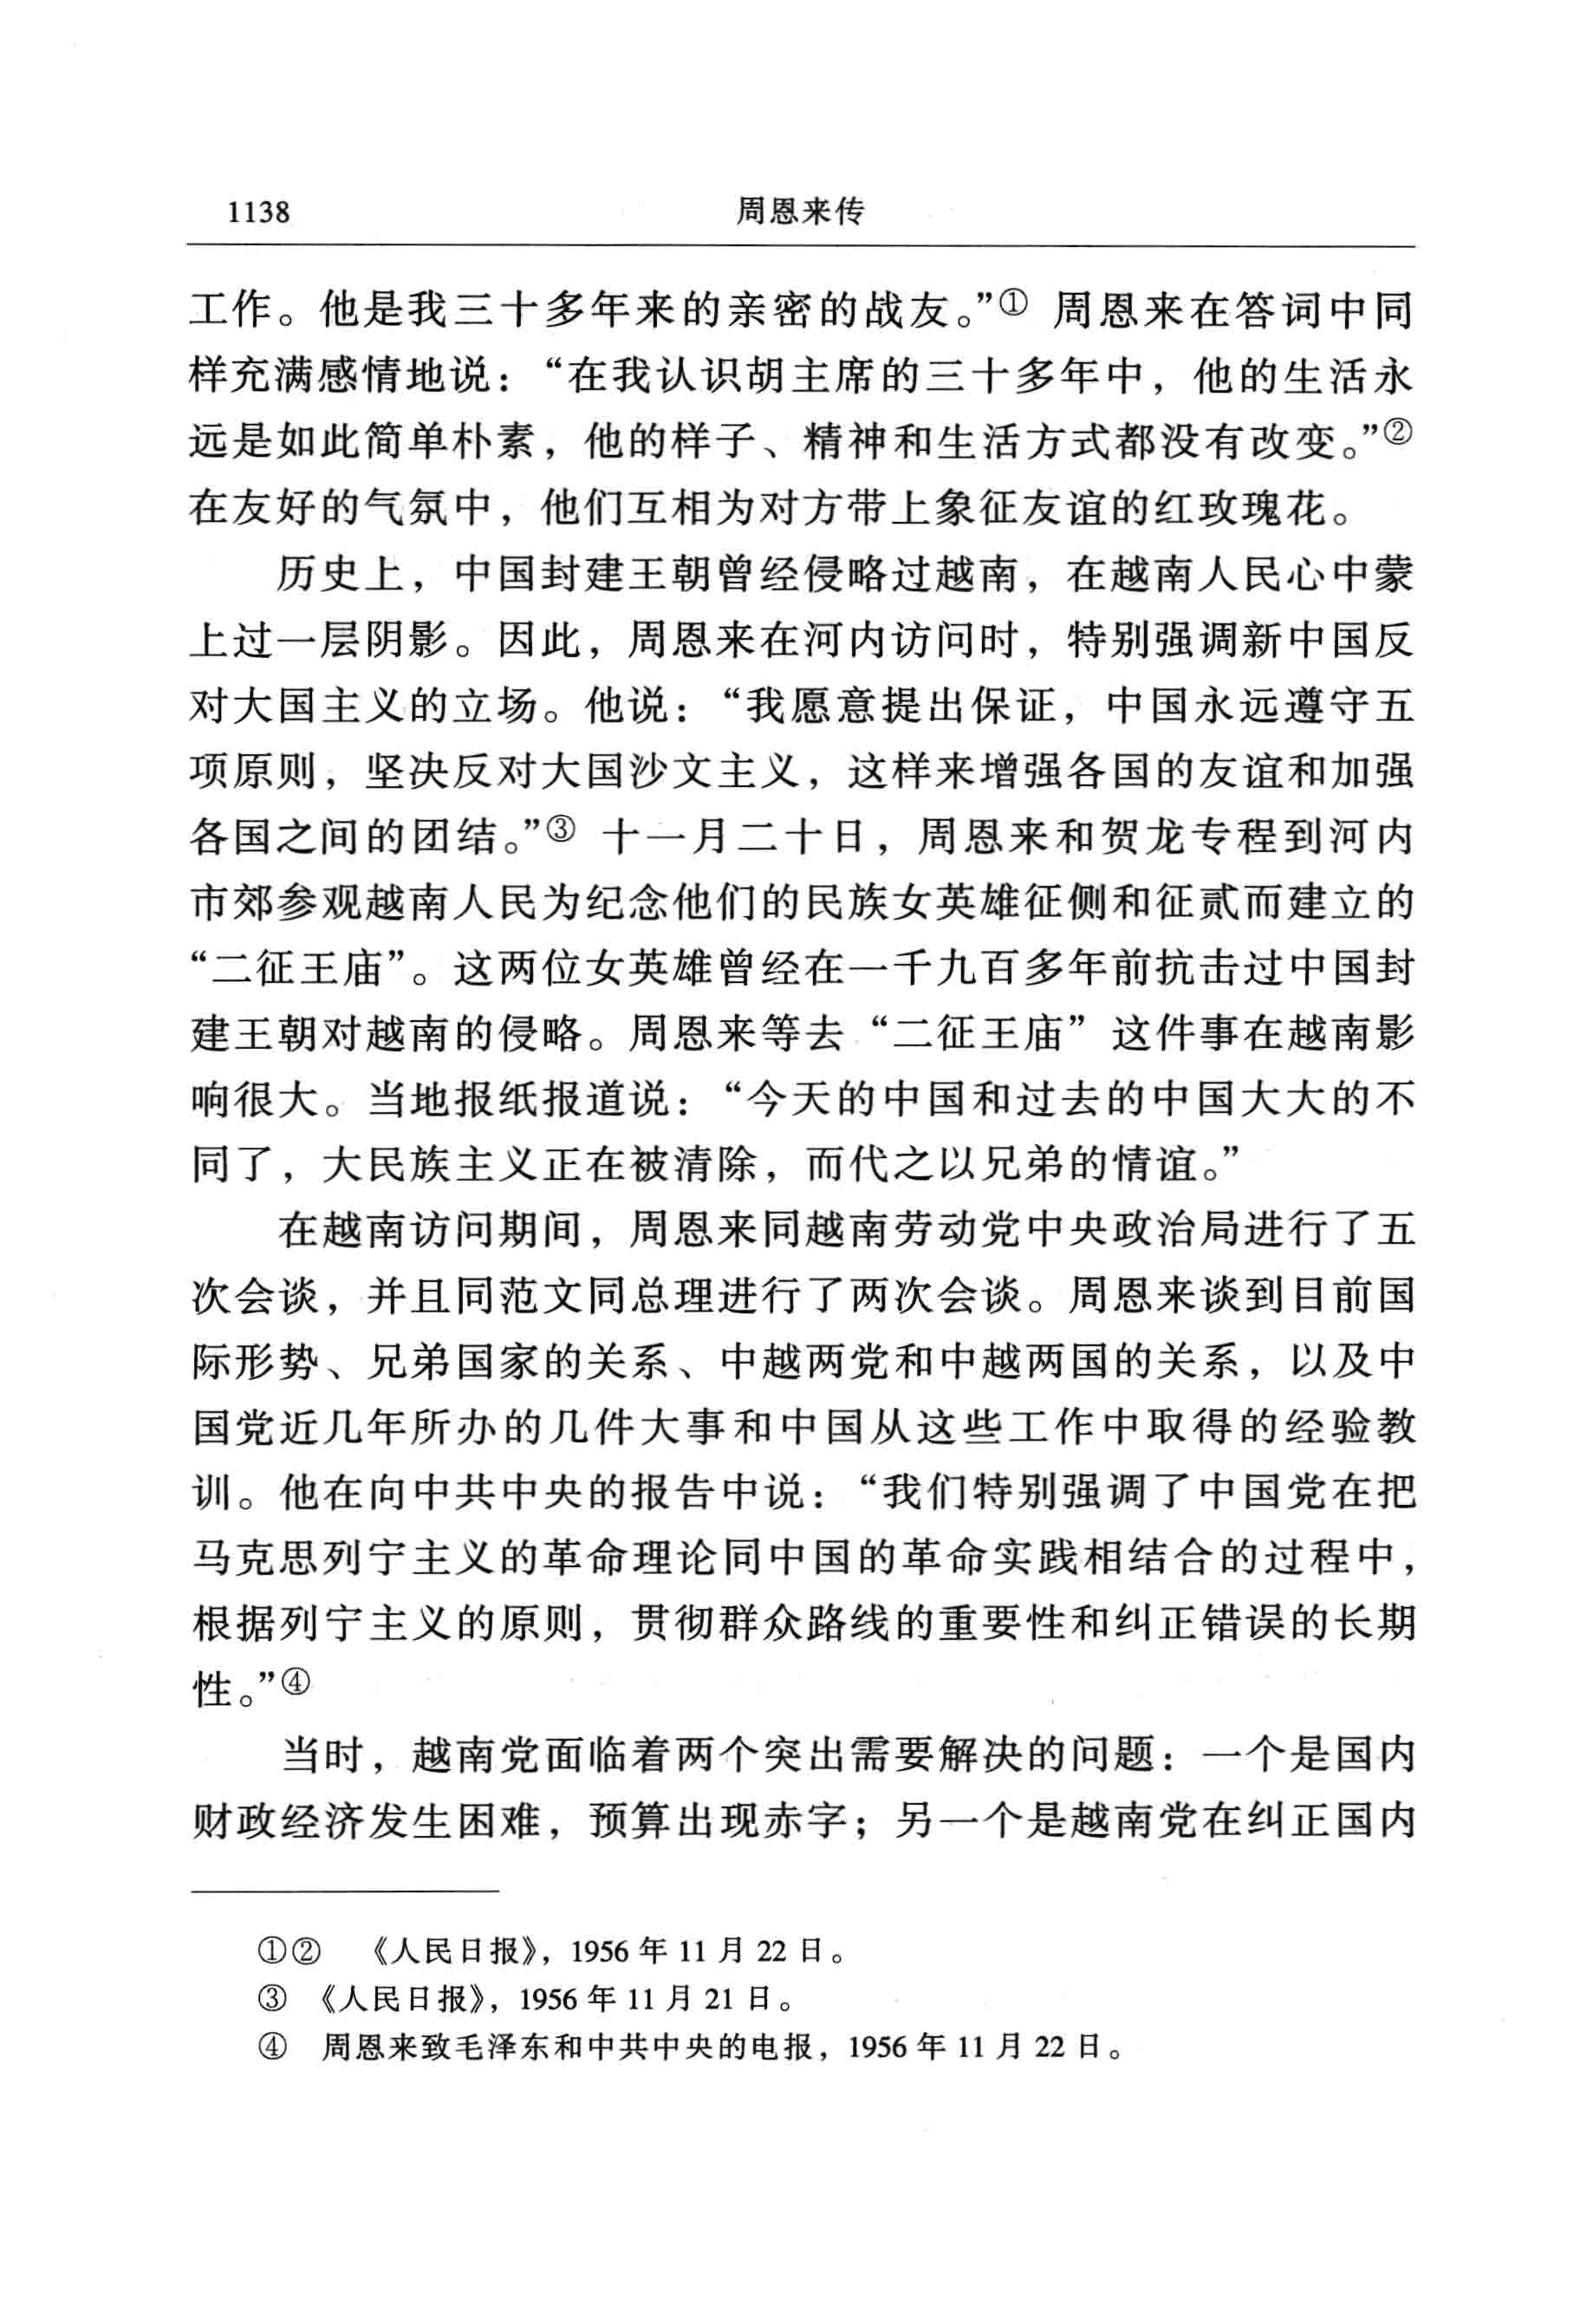 1138 周恩来传
工作。他是我三十多年来的亲密的战友。”① 周恩来在答词中同
样充满感情地说：“在我认识胡主席的三十多年中，他的生活永
远是如此简单朴素，他的样子、精神和生活方式都没有改变。”②
在友好的气氛中，他们互相为对方带上象征友谊的红玫瑰花。
历史上，中国封建王朝曾经侵略过越南，在越南人民心中蒙
上过一层阴影。因此，周恩来在河内访问时，特别强调新中国反
对大国主义的立场。他说：“我愿意提出保证，中国永远遵守五
项原则，坚决反对大国沙文主义，这样来增强各国的友谊和加强
各国之间的团结。”③ 十一月二十日，周恩来和贺龙专程到河内
市郊参观越南人民为纪念他们的民族女英雄征侧和征贰而建立的
“二征王庙”。这两位女英雄曾经在一千九百多年前抗击过中国封
建王朝对越南的侵略。周恩来等去“二征王庙”这件事在越南影
响很大。当地报纸报道说：“今天的中国和过去的中国大大的不
同了，大民族主义正在被清除，而代之以兄弟的情谊。”
在越南访问期间，周恩来同越南劳动党中央政治局进行了五
次会谈，并且同范文同总理进行了两次会谈。周恩来谈到目前国
际形势、兄弟国家的关系、中越两党和中越两国的关系，以及中
国党近几年所办的几件大事和中国从这些工作中取得的经验教
训。他在向中共中央的报告中说：“我们特别强调了中国党在把
马克思列宁主义的革命理论同中国的革命实践相结合的过程中，
根据列宁主义的原则，贯彻群众路线的重要性和纠正错误的长期
性。”④
当时，越南党面临着两个突出需要解决的问题：一个是国内
财政经济发生困难，预算出现赤字；另一个是越南党在纠正国内
①② 《人民日报》，1956 年 11 月 22 日。
③ 《人民日报》，1956 年 11 月 21 日。
④ 周恩来致毛泽东和中共中央的电报，1956 年 11 月 22 日。